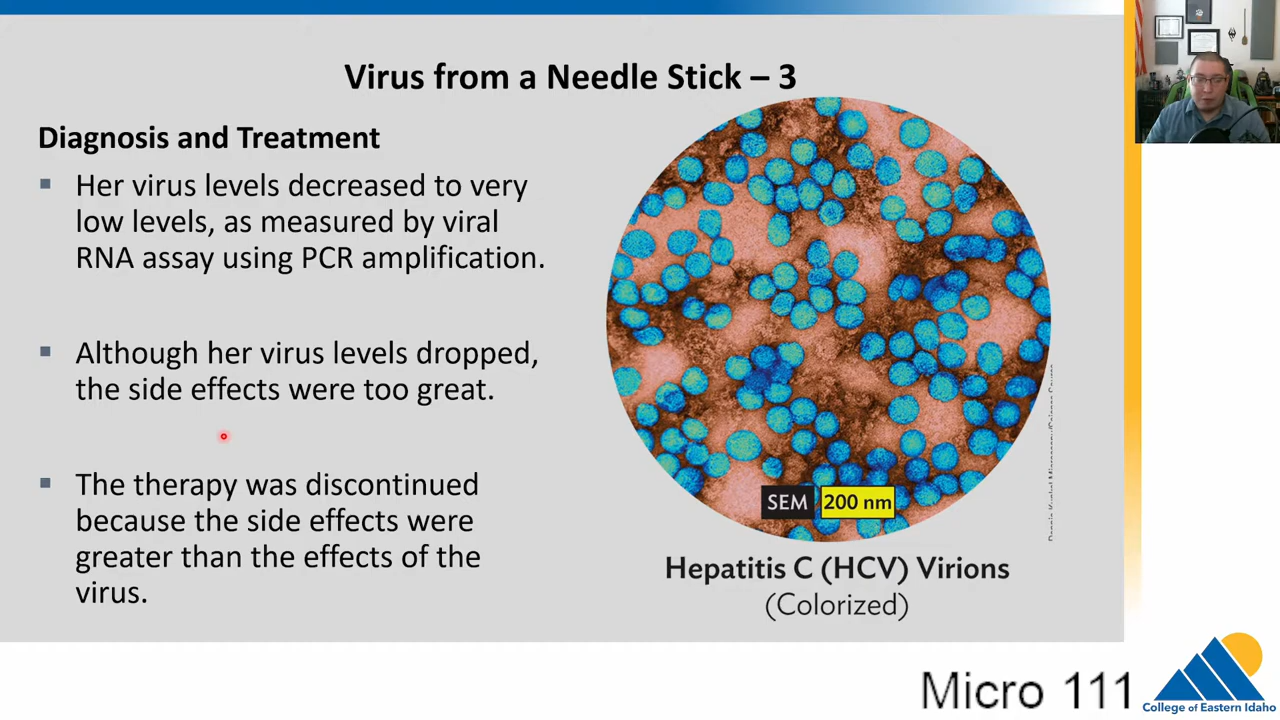 Virus from a Needle Stick – 3
Diagnosis and Treatment
Her virus levels decreased to very
low levels, as measured by viral
RNA assay using PCR amplification.
Although her virus levels dropped,
the side effects were too great.
The therapy was discontinued
because the side effects were
greater than the effects of the
virus.
SEM 200 nm
Hepatitis C (HCV) Virions
(Colorized)
Micro 111
College of Eastern Idaho